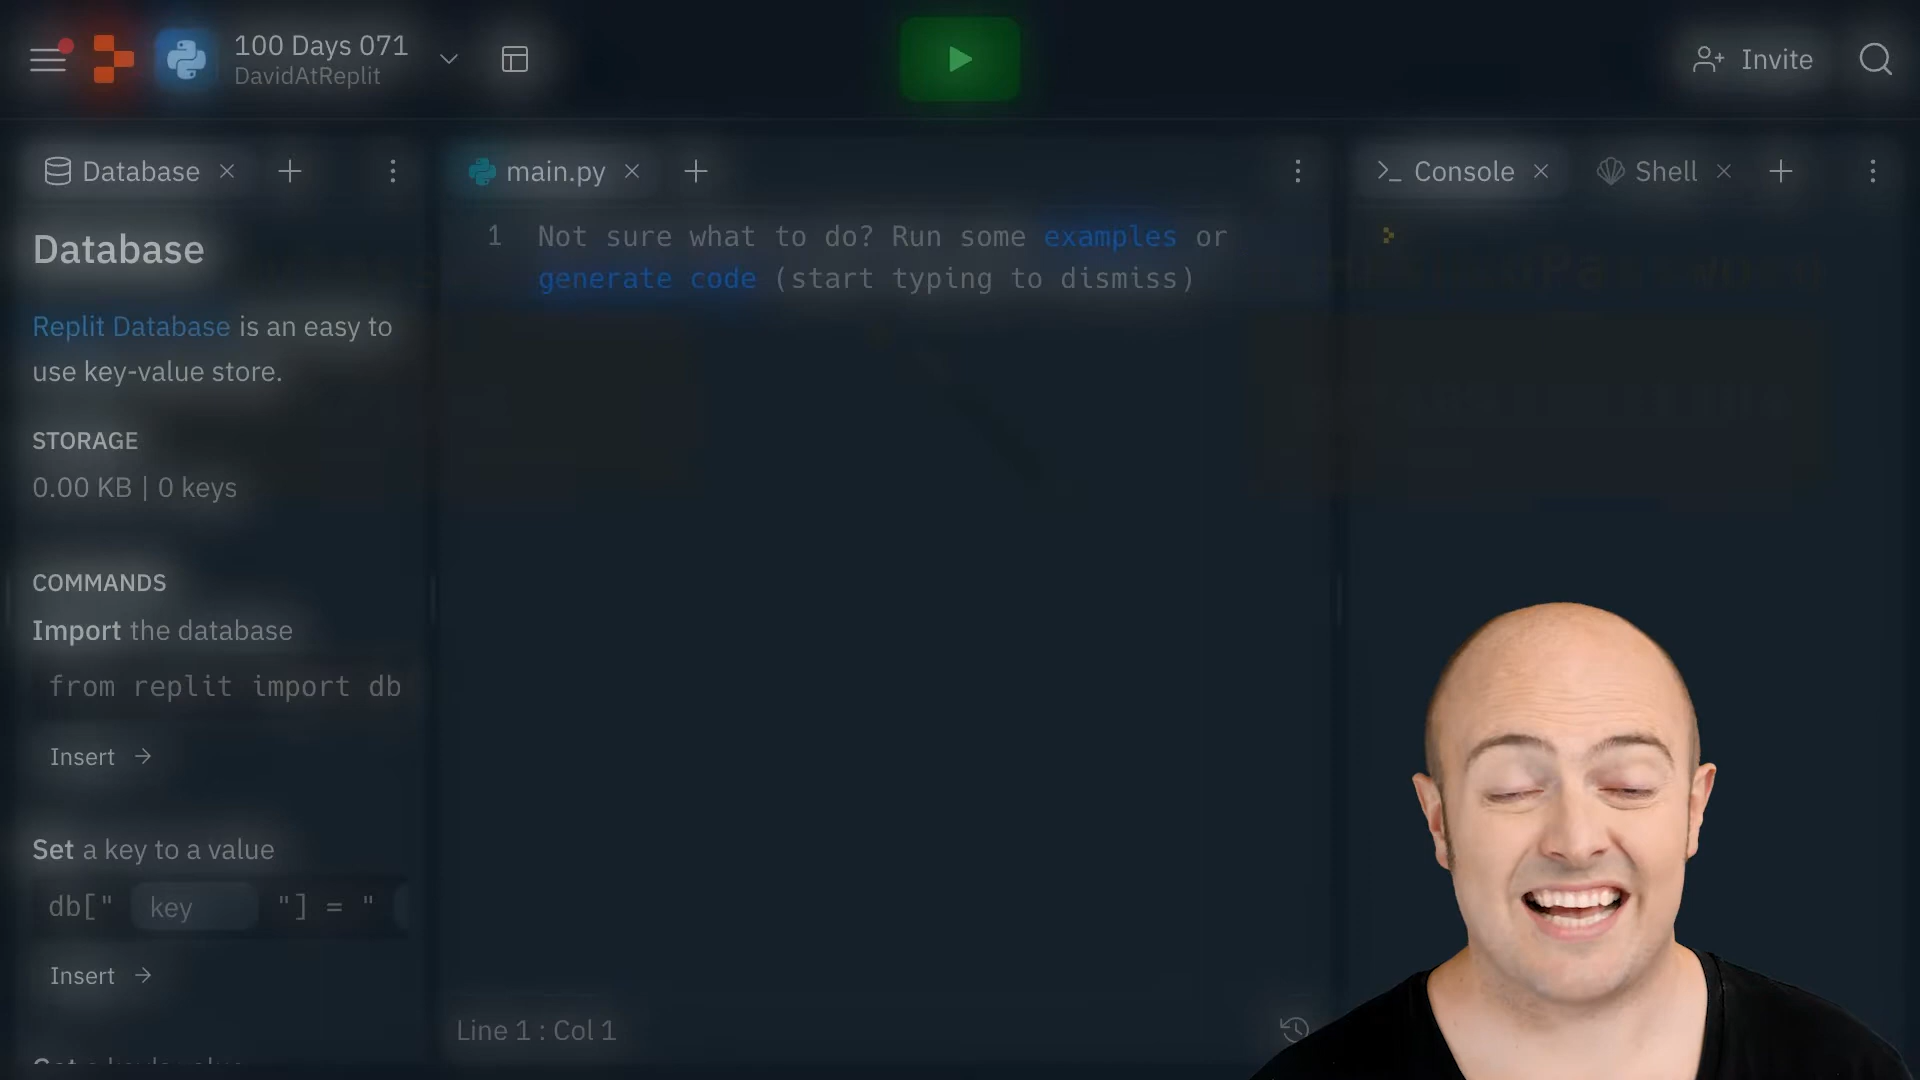 100 Days 071
DavidAtReplit
Invite
Database
main.py
Console
Shell
Database
Replit Database is an easy to
use key-value store.
STORAGE
0.00 KB | 0 keys
COMMANDS
Import the database
from replit import db
Insert →
Set a key to a value
db[" key "] = "
Insert →
1 Not sure what to do? Run some examples or
generate code (start typing to dismiss)
Line 1 : Col 1